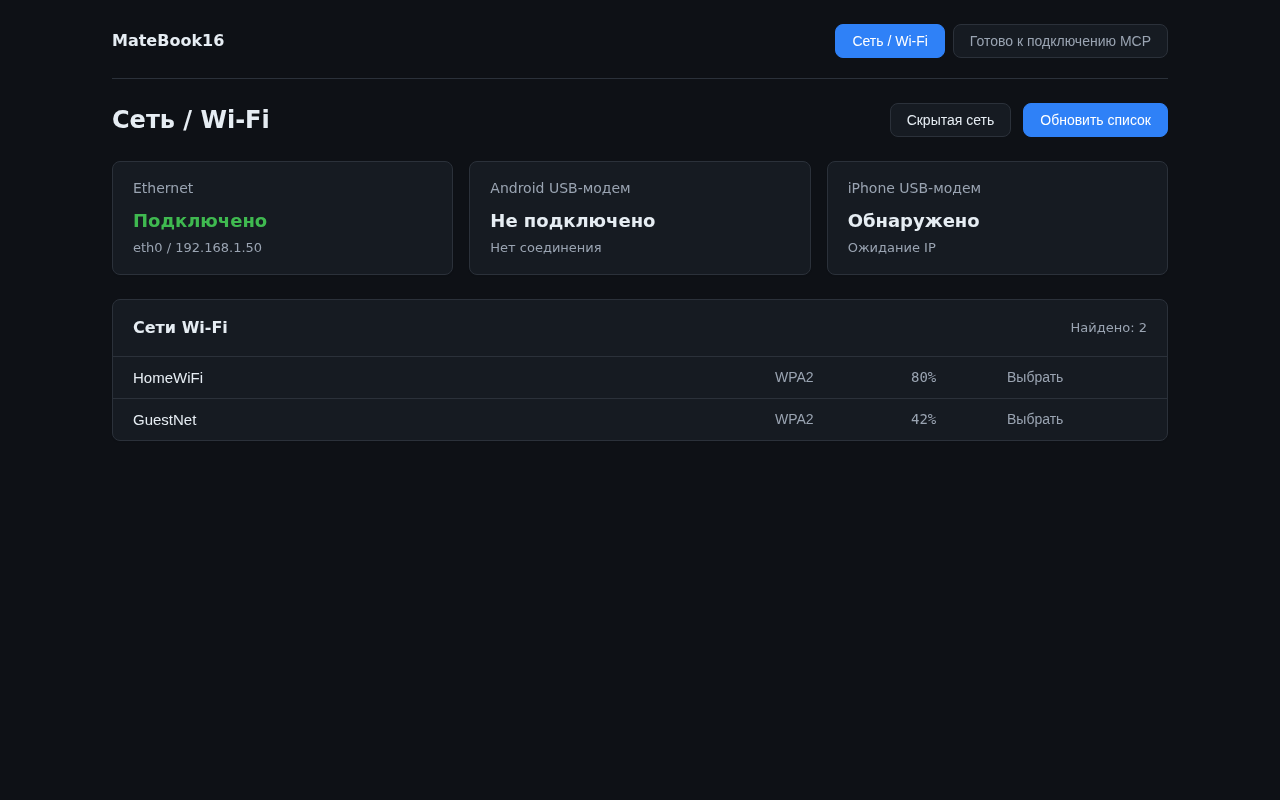 MateBook16
Сеть / Wi-Fi
Готово к подключению MCP
Сеть / Wi-Fi
Скрытая сеть
Обновить список
Ethernet
Подключено
eth0 / 192.168.1.50
Android USB-модем
Не подключено
Нет соединения
iPhone USB-модем
Обнаружено
Ожидание IP
Сети Wi-Fi
Найдено: 2
HomeWiFi WPA2 80% Выбрать
GuestNet WPA2 42% Выбрать